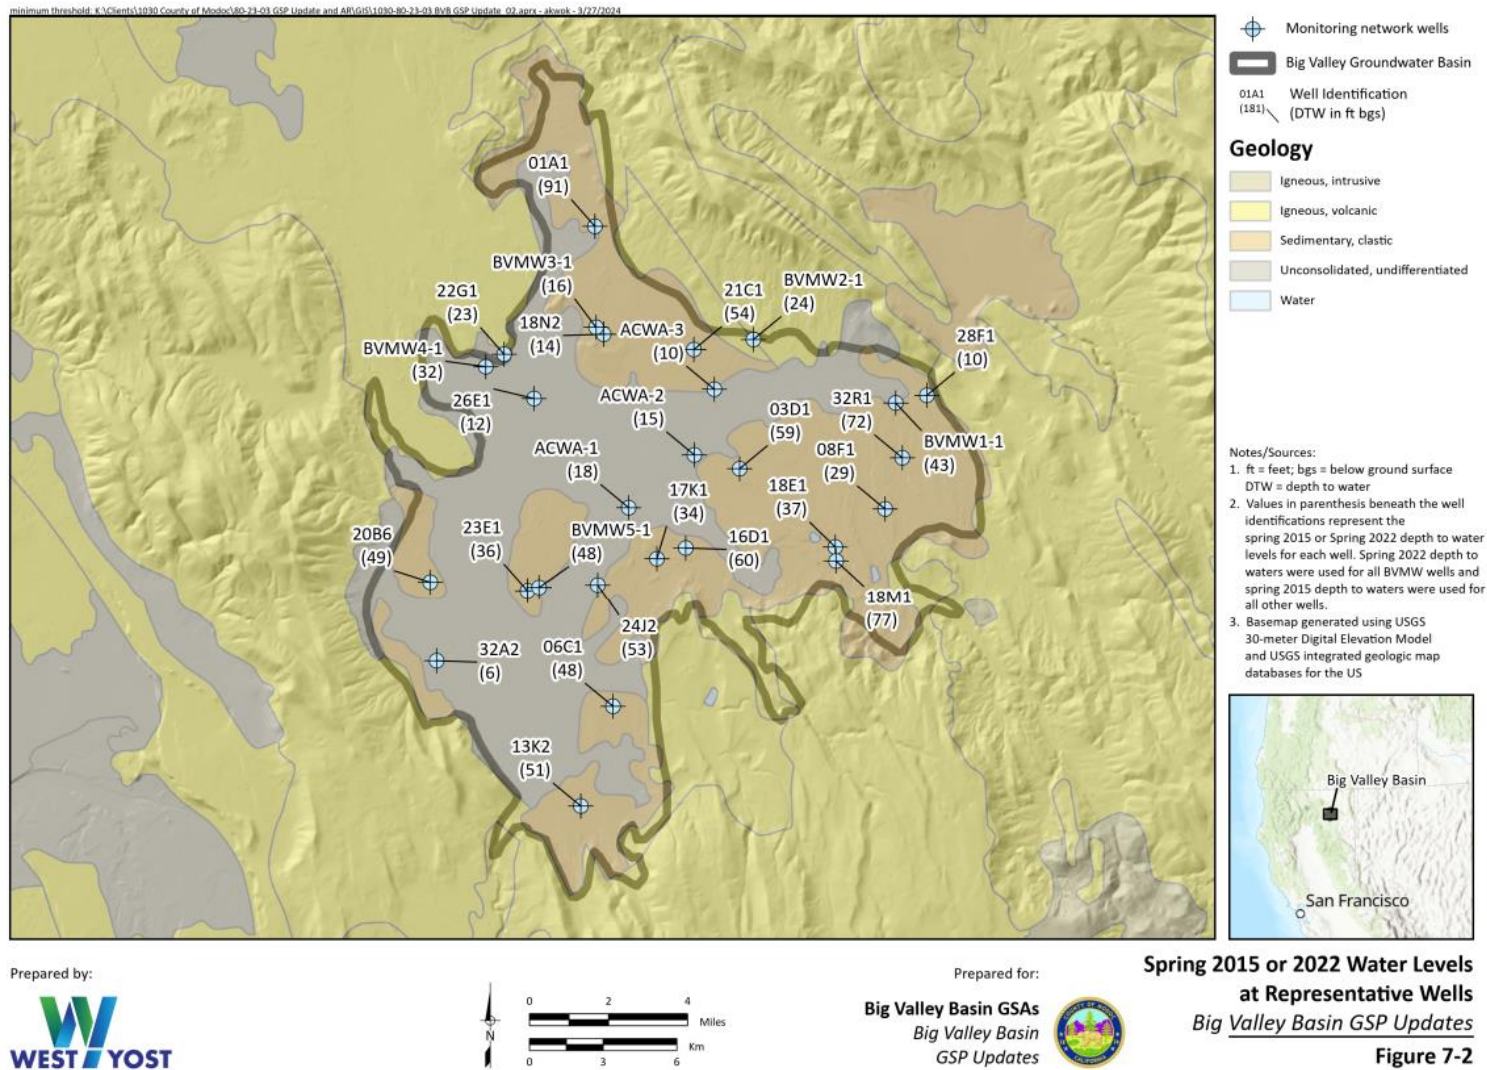 minimum threshold: K:\Clients\1030 County of Modoc\80-23-03 GSP Update and AR\GIS\1030-80-23-03 BVB GSP Update_02.aprx - akwok - 3/27/2024
01A1
(91)
BVMW3-1
(16)
22G1
(23)
18N2
(14)
ACWA-3
(10)
21C1
(54)
BVMW2-1
(24)
28F1
(10)
BVMW4-1
(32)
26E1
(12)
ACWA-2
(15)
03D1
(59)
32R1
(72)
BVMW1-1
(43)
ACWA-1
(18)
08F1
(29)
17K1
(34)
18E1
(37)
20B6
(49)
23E1
(36)
BVMW5-1
(48)
16D1
(60)
18M1
(77)
24J2
(53)
32A2
(6)
06C1
(48)
13K2
(51)
Monitoring network wells
Big Valley Groundwater Basin
01A1
(181)
Well Identification
(DTW in ft bgs)
Geology
Igneous, intrusive
Igneous, volcanic
Sedimentary, clastic
Unconsolidated, undifferentiated
Water
Notes/Sources:
1. ft = feet; bgs = below ground surface
DTW = depth to water
2. Values in parenthesis beneath the well
identifications represent the
spring 2015 or Spring 2022 depth to water
levels for each well. Spring 2022 depth to
waters were used for all BVMW wells and
spring 2015 depth to waters were used for
all other wells.
3. Basemap generated using USGS
30-meter Digital Elevation Model
and USGS integrated geologic map
databases for the US
Big Valley Basin
San Francisco
Prepared by:
WEST YOST
N
0 2 4
Miles
Km
0 3 6
Prepared for:
Big Valley Basin GSAs
Big Valley Basin
GSP Updates
COUNTY OF MODOC
CALIFORNIA
Spring 2015 or 2022 Water Levels
at Representative Wells
Big Valley Basin GSP Updates
Figure 7-2